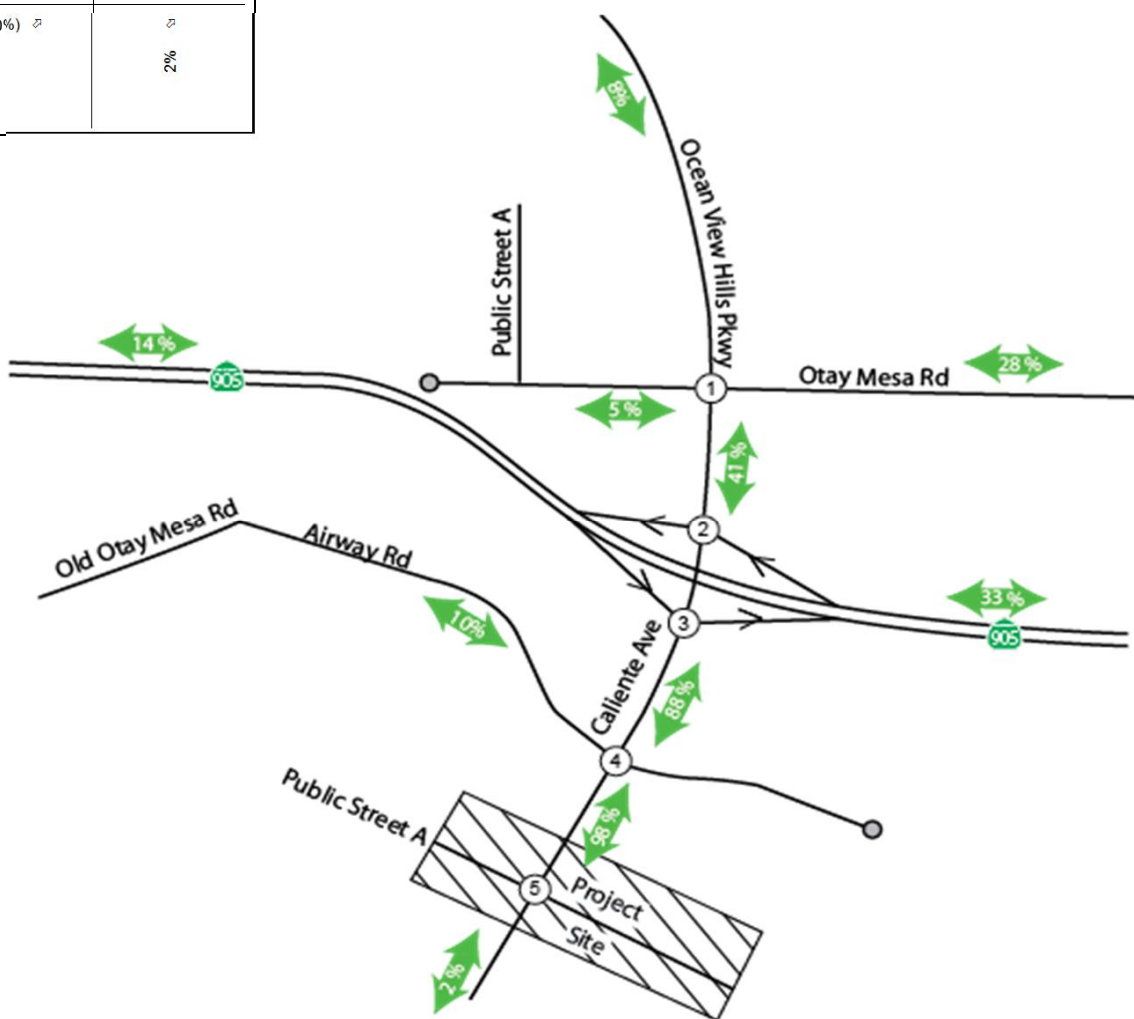 0%)
2%
8%
Ocean View Hills Pkwy
Public Street A
14 %
905
28 %
Otay Mesa Rd
1
5 %
41 %
Old Otay Mesa Rd
Airway Rd
2
33 %
905
10%
3
Caliente Ave
88 %
4
Public Street A
98 %
5
Project
Site
2 %